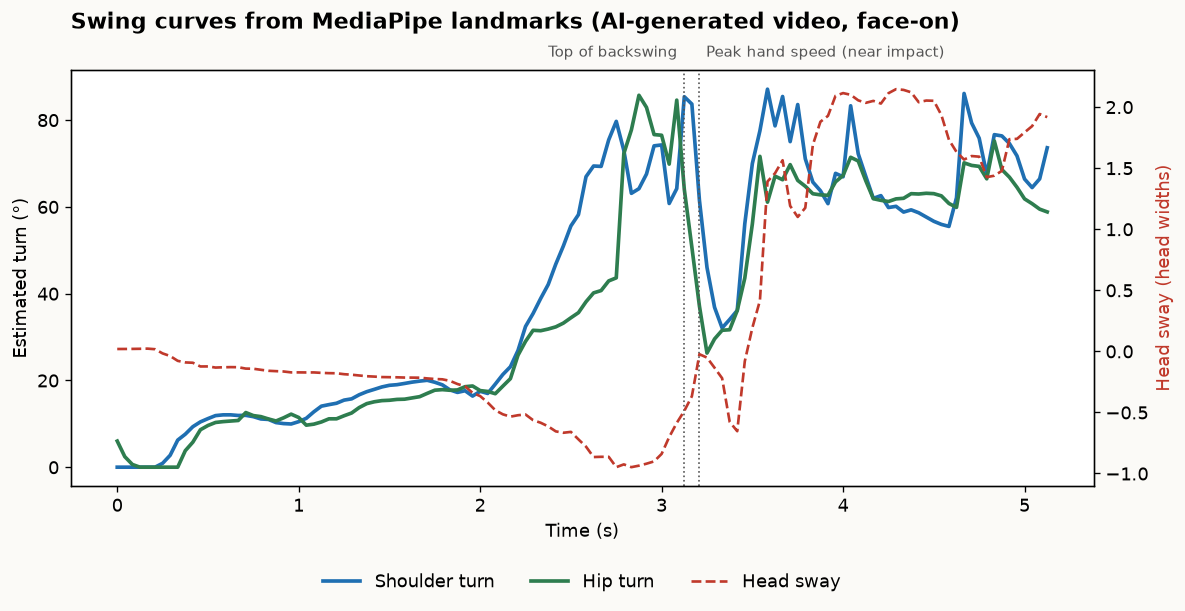 Swing curves from MediaPipe landmarks (AI-generated video, face-on)
Top of backswing
Peak hand speed (near impact)
Estimated turn (°)
80
60
40
20
0
2.0
1.5
1.0
0.5
0.0
−0.5
−1.0
Head sway (head widths)
0 1 2 3 4 5
Time (s)
Shoulder turn
Hip turn
Head sway